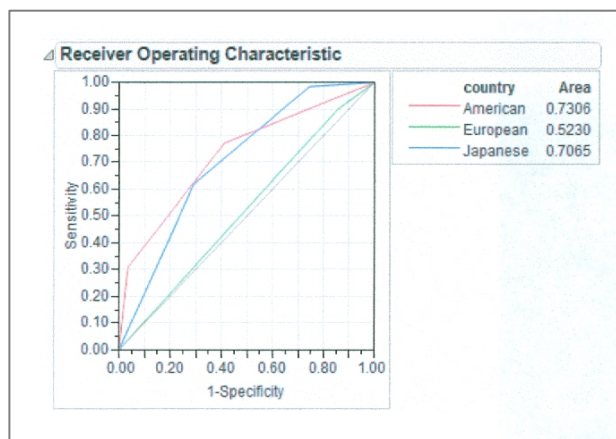 Receiver Operating Characteristic
1.00
0.90
0.80
0.70
0.60
0.50
0.40
0.30
0.20
0.10
0.00
Sensitivity
0.00 0.20 0.40 0.60 0.80 1.00
1-Specificity
country Area
American 0.7306
European 0.5230
Japanese 0.7065